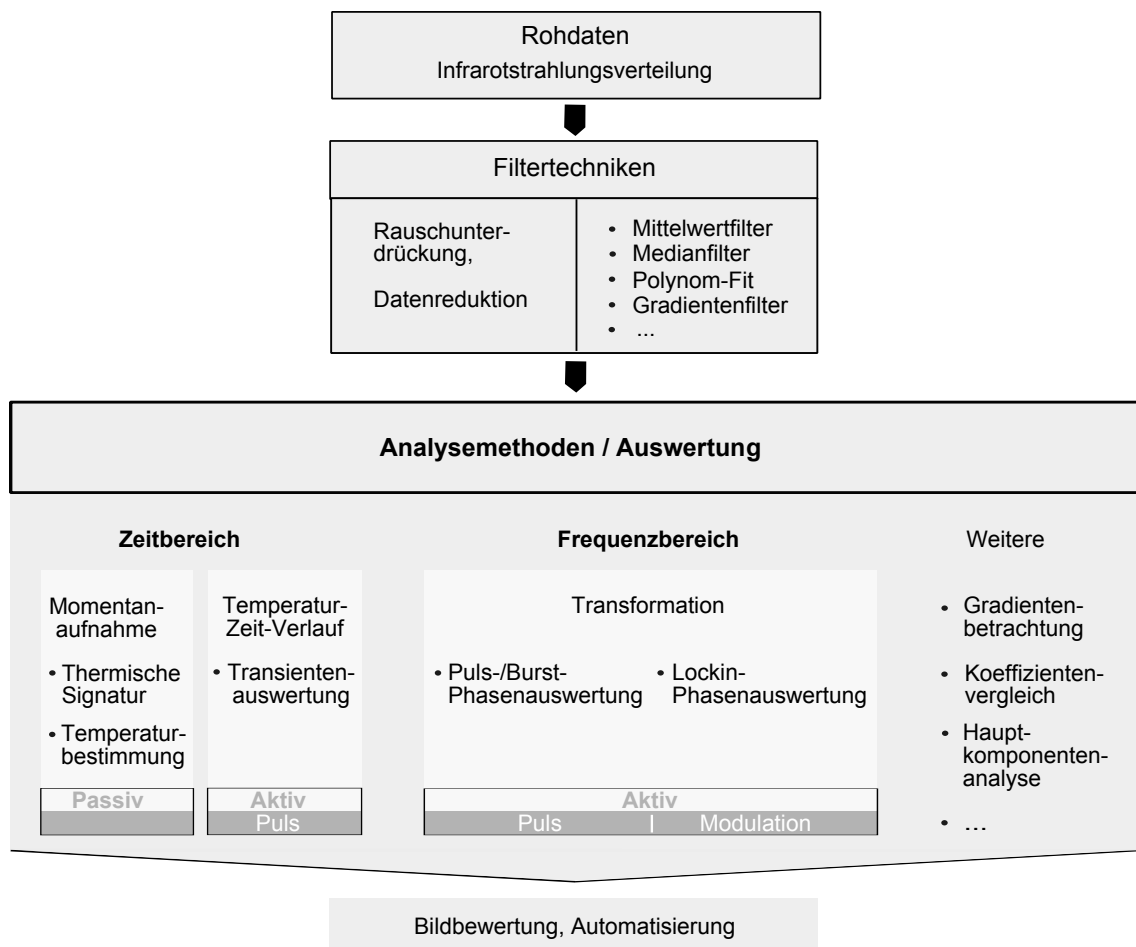 Rohdaten
Infrarotstrahlungsverteilung
Filtertechniken
Rauschunter-
drückung,
Datenreduktion
• Mittelwertfilter
• Medianfilter
• Polynom-Fit
• Gradientenfilter
• ...
Analysemethoden / Auswertung
Zeitbereich
Momentan-
aufnahme
• Thermische
Signatur
• Temperatur-
bestimmung
Passiv
Temperatur-
Zeit-Verlauf
• Transienten-
auswertung
Aktiv
Puls
Frequenzbereich
Transformation
• Puls-/Burst-
Phasenauswertung
• Lockin-
Phasenauswertung
Aktiv
Puls | Modulation
Weitere
• Gradienten-
betrachtung
• Koeffizienten-
vergleich
• Haupt-
komponenten-
analyse
• ...
Bildbewertung, Automatisierung